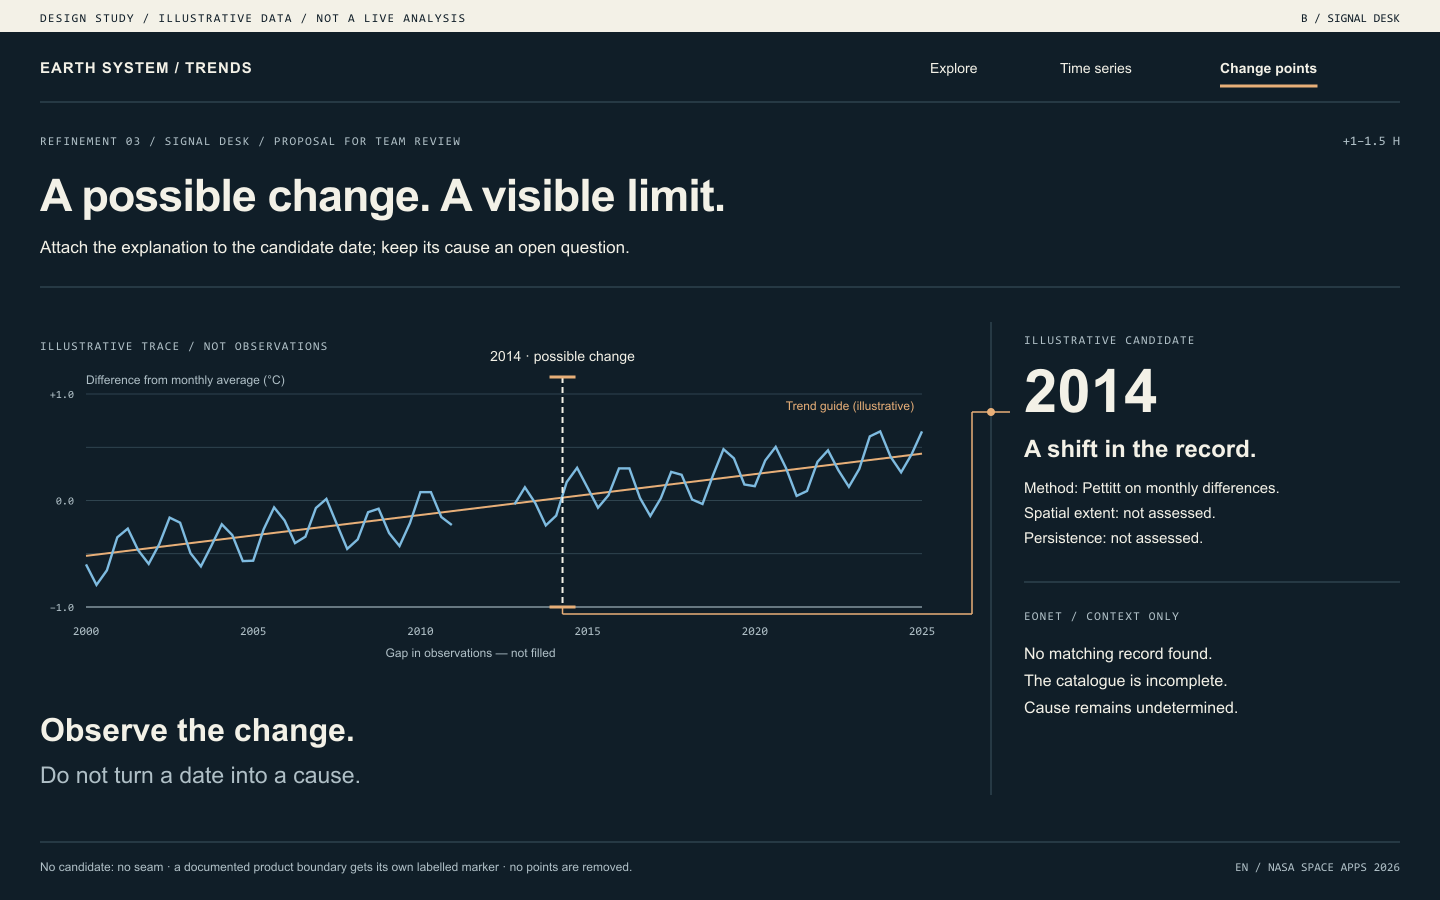 DESIGN STUDY / ILLUSTRATIVE DATA / NOT A LIVE ANALYSIS
B / SIGNAL DESK
EARTH SYSTEM / TRENDS
Explore
Time series
Change points
REFINEMENT 03 / SIGNAL DESK / PROPOSAL FOR TEAM REVIEW
+1–1.5 H
A possible change. A visible limit.
Attach the explanation to the candidate date; keep its cause an open question.
ILLUSTRATIVE TRACE / NOT OBSERVATIONS
2014 · possible change
Difference from monthly average (°C)
+1.0
Trend guide (illustrative)
0.0
−1.0
2000
2005
2010
2015
2020
2025
Gap in observations — not filled
Observe the change.
Do not turn a date into a cause.
ILLUSTRATIVE CANDIDATE
2014
A shift in the record.
Method: Pettitt on monthly differences.
Spatial extent: not assessed.
Persistence: not assessed.
EONET / CONTEXT ONLY
No matching record found.
The catalogue is incomplete.
Cause remains undetermined.
No candidate: no seam · a documented product boundary gets its own labelled marker · no points are removed.
EN / NASA SPACE APPS 2026